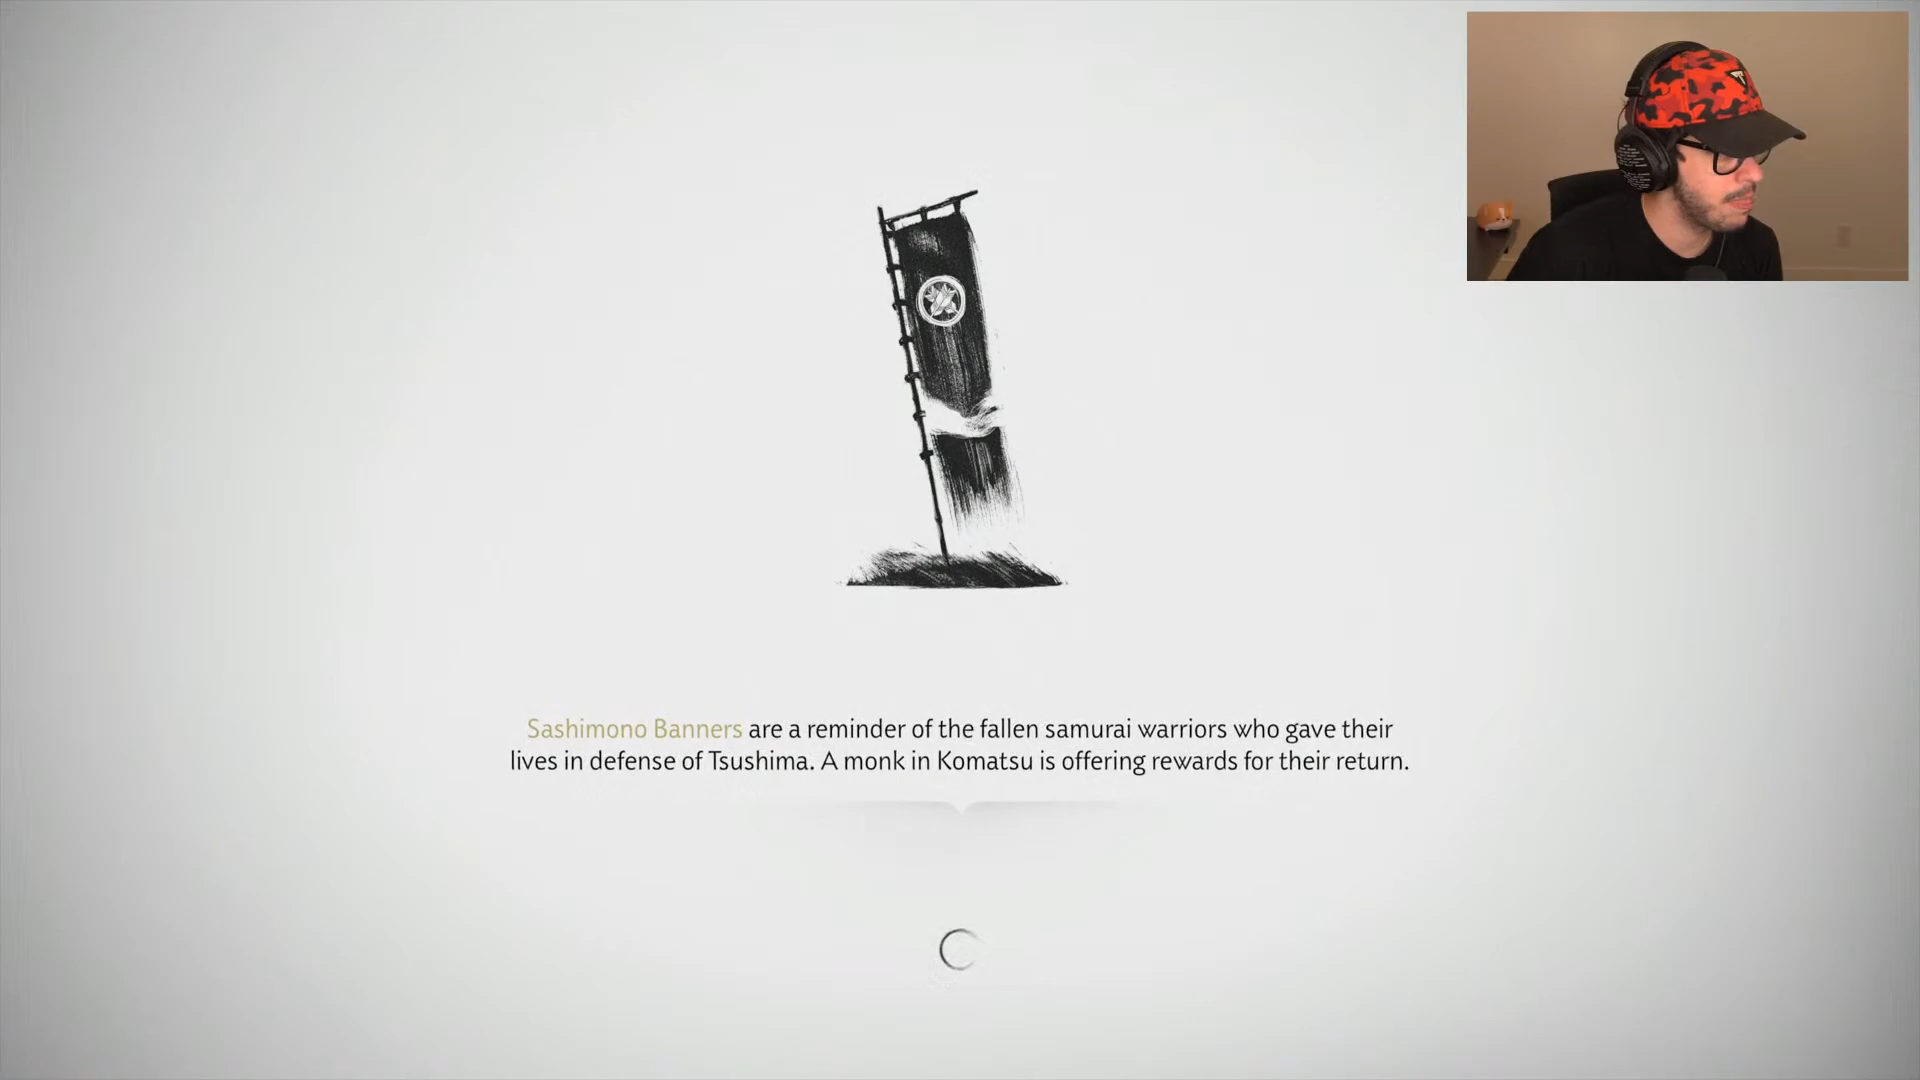 Sashimono Banners are a reminder of the fallen samurai warriors who gave their
lives in defense of Tsushima. A monk in Komatsu is offering rewards for their return.